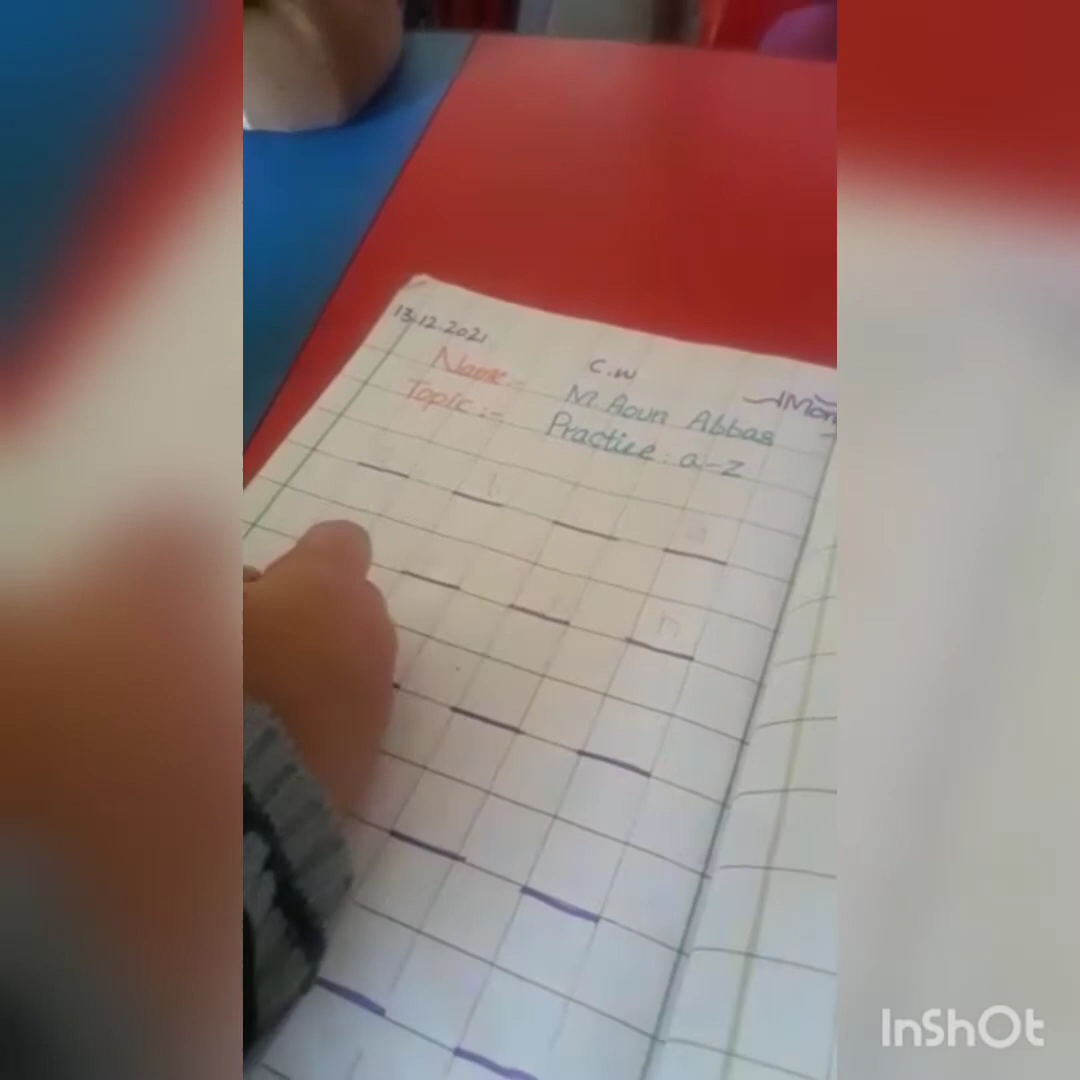 13.12.2021
C.W
Name:- M. Aoun Abbas
Topic:- Practice a-z
h
InShOt